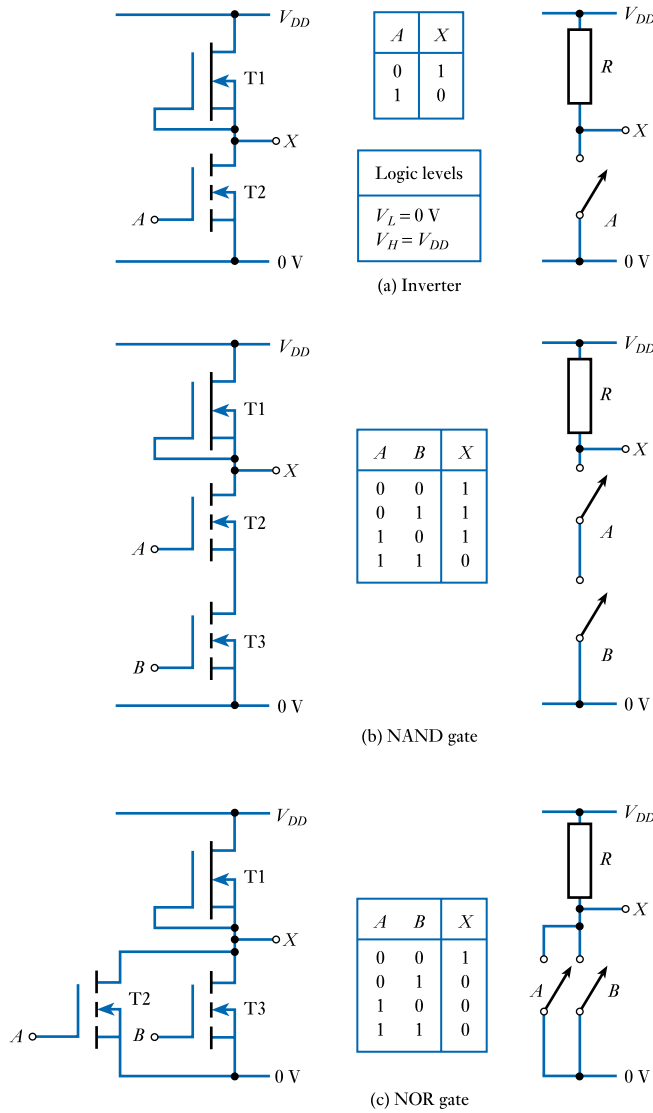 V_DD
T1
X
T2
A
0 V
A X
0 1
1 0
Logic levels
V_L = 0 V
V_H = V_DD
V_DD
R
X
A
0 V
(a) Inverter
V_DD
T1
X
T2
A
T3
B
0 V
A B X
0 0 1
0 1 1
1 0 1
1 1 0
V_DD
R
X
A
B
0 V
(b) NAND gate
V_DD
T1
X
T2
T3
A
B
0 V
A B X
0 0 1
0 1 0
1 0 0
1 1 0
V_DD
R
X
A
B
0 V
(c) NOR gate